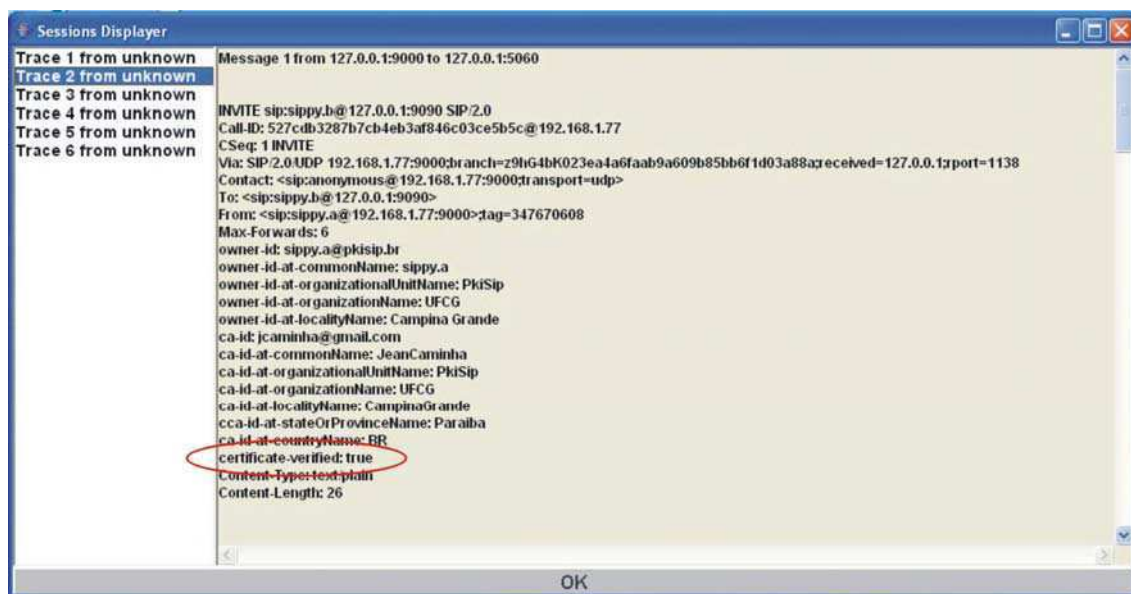 Sessions Displayer
Trace 1 from unknown
Trace 2 from unknown
Trace 3 from unknown
Trace 4 from unknown
Trace 5 from unknown
Trace 6 from unknown
Message 1 from 127.0.0.1:9000 to 127.0.0.1:5060
INVITE sip:sippy.b@127.0.0.1:9090 SIP/2.0
Call-ID: 527cdb3287b7cb4eb3af846c03ce5b5c@192.168.1.77
CSeq: 1 INVITE
Via: SIP/2.0/UDP 192.168.1.77:9000;branch=z9hG4bK023ea4a6faab9a609b85bb6f1d03a88a;received=127.0.0.1;rport=1138
Contact: <sip:anonymous@192.168.1.77:9000;transport=udp>
To: <sip:sippy.b@127.0.0.1:9090>
From: <sip:sippy.a@192.168.1.77:9000>;tag=347670608
Max-Forwards: 6
owner-id: sippy.a@pkisip.br
owner-id-at-commonName: sippy.a
owner-id-at-organizationalUnitName: PkiSip
owner-id-at-organizationName: UFCG
owner-id-at-localityName: Campina Grande
ca-id: jcaminha@gmail.com
ca-id-at-commonName: JeanCaminha
ca-id-at-organizationalUnitName: PkiSip
ca-id-at-organizationName: UFCG
ca-id-at-localityName: CampinaGrande
cca-id-at-stateOrProvinceName: Paraiba
ca-id-at-countryName: BR
certificate-verified: true
Content-Type: text/plain
Content-Length: 26
OK